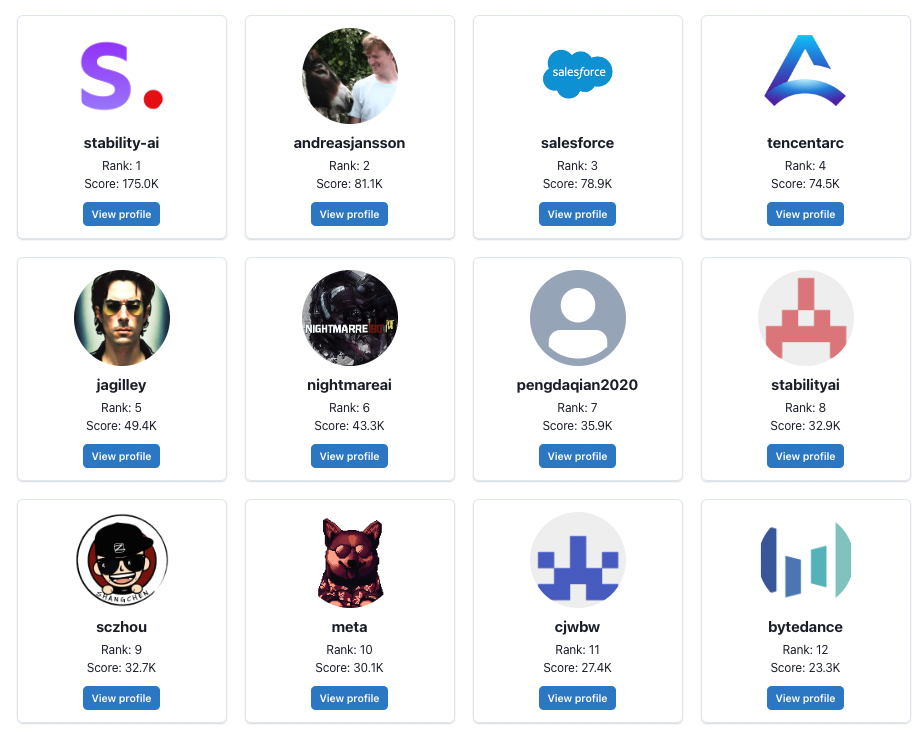 S.
stability-ai
Rank: 1
Score: 175.0K
View profile
andreasjansson
Rank: 2
Score: 81.1K
View profile
salesforce
salesforce
Rank: 3
Score: 78.9K
View profile
tencentarc
Rank: 4
Score: 74.5K
View profile
jagilley
Rank: 5
Score: 49.4K
View profile
nightmareai
Rank: 6
Score: 43.3K
View profile
pengdaqian2020
Rank: 7
Score: 35.9K
View profile
stabilityai
Rank: 8
Score: 32.9K
View profile
Z
SHANGCHEN
sczhou
Rank: 9
Score: 32.7K
View profile
meta
Rank: 10
Score: 30.1K
View profile
cjwbw
Rank: 11
Score: 27.4K
View profile
bytedance
Rank: 12
Score: 23.3K
View profile